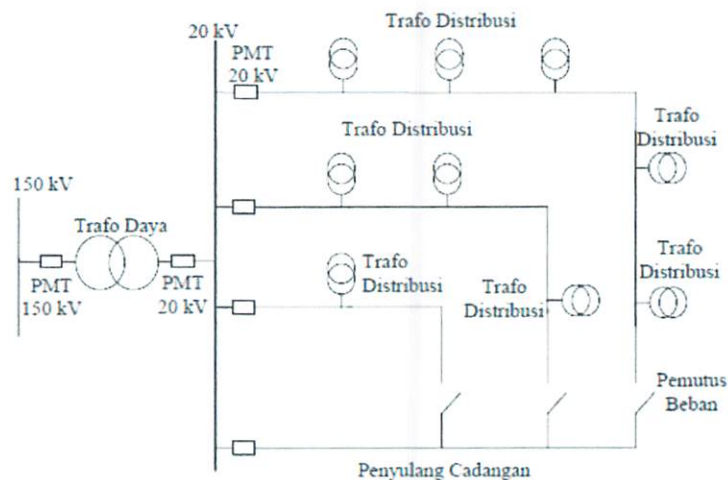 20 kV
Trafo Distribusi
PMT
20 kV
Trafo
Distribusi
Trafo Distribusi
150 kV
Trafo Daya
PMT
150 kV
PMT
20 kV
Trafo
Distribusi
Trafo
Distribusi
Trafo
Distribusi
Pemutus
Beban
Penyulang Cadangan